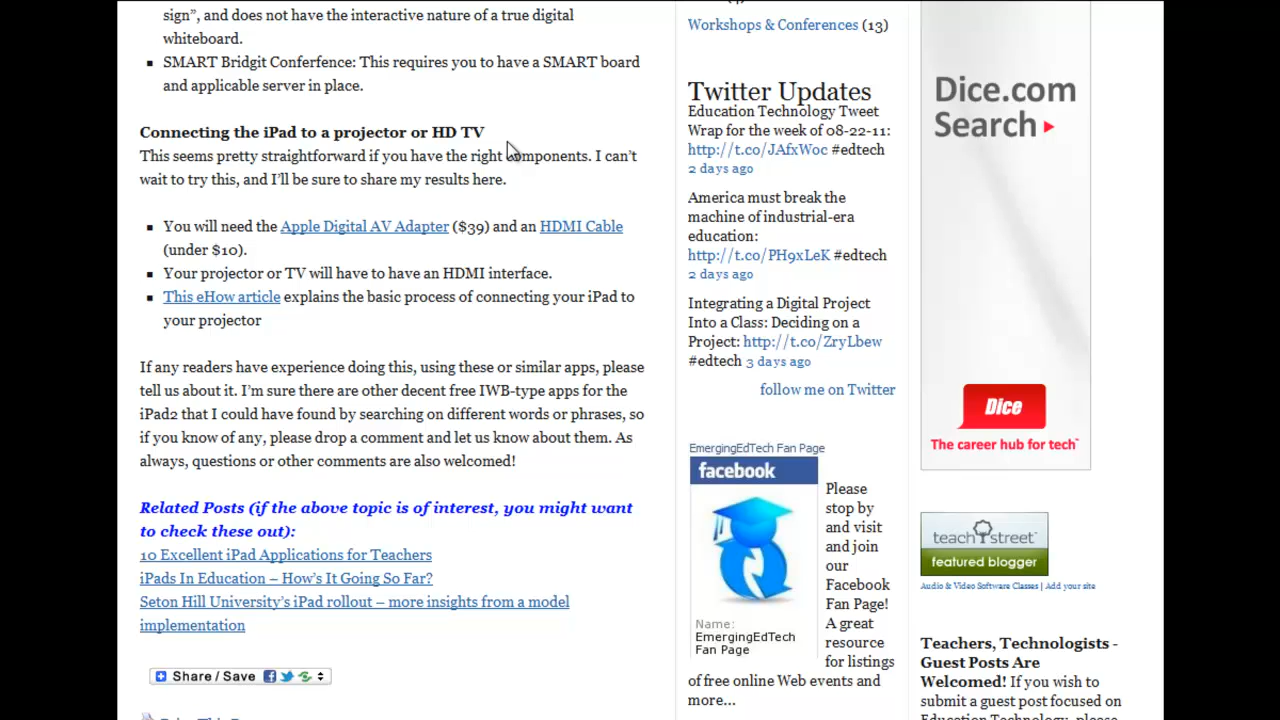 sign”, and does not have the interactive nature of a true digital
whiteboard.
SMART Bridgit Conferfence: This requires you to have a SMART board
and applicable server in place.
Connecting the iPad to a projector or HD TV
This seems pretty straightforward if you have the right components. I can’t
wait to try this, and I’ll be sure to share my results here.
You will need the Apple Digital AV Adapter ($39) and an HDMI Cable
(under $10).
Your projector or TV will have to have an HDMI interface.
This eHow article explains the basic process of connecting your iPad to
your projector
If any readers have experience doing this, using these or similar apps, please
tell us about it. I’m sure there are other decent free IWB-type apps for the
iPad2 that I could have found by searching on different words or phrases, so
if you know of any, please drop a comment and let us know about them. As
always, questions or other comments are also welcomed!
Related Posts (if the above topic is of interest, you might want
to check these out):
10 Excellent iPad Applications for Teachers
iPads In Education – How’s It Going So Far?
Seton Hill University’s iPad rollout – more insights from a model
implementation
Share / Save
Workshops & Conferences (13)
Twitter Updates
Education Technology Tweet
Wrap for the week of 08-22-11:
http://t.co/JAfxWoc #edtech
2 days ago
America must break the
machine of industrial-era
education:
http://t.co/PH9xLeK #edtech
2 days ago
Integrating a Digital Project
Into a Class: Deciding on a
Project: http://t.co/ZryLbew
#edtech 3 days ago
follow me on Twitter
EmergingEdTech Fan Page
facebook
Name:
EmergingEdTech
Fan Page
Please
stop by
and visit
and join
our
Facebook
Fan Page!
A great
resource
for listings
of free online Web events and
more...
Dice.com
Search
Dice
The career hub for tech™
teach street™
featured blogger
Audio & Video Software Classes | Add your site
Teachers, Technologists -
Guest Posts Are
Welcomed! If you wish to
submit a guest post focused on
Education Technology, please